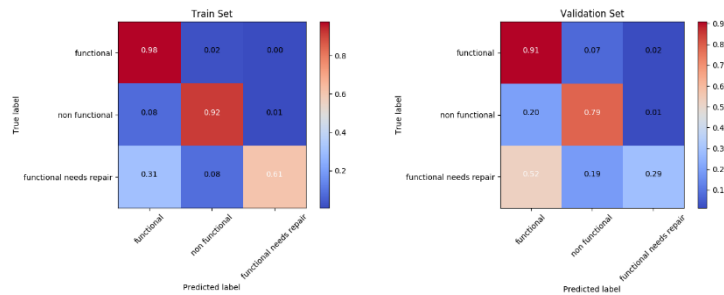 Train Set
True label
functional
non functional
functional needs repair
0.98 0.02 0.00
0.08 0.92 0.01
0.31 0.08 0.61
functional
non functional
functional needs repair
Predicted label
0.8
0.6
0.4
0.2
Validation Set
True label
functional
non functional
functional needs repair
0.91 0.07 0.02
0.20 0.79 0.01
0.52 0.19 0.29
functional
non functional
functional needs repair
Predicted label
0.9
0.8
0.7
0.6
0.5
0.4
0.3
0.2
0.1